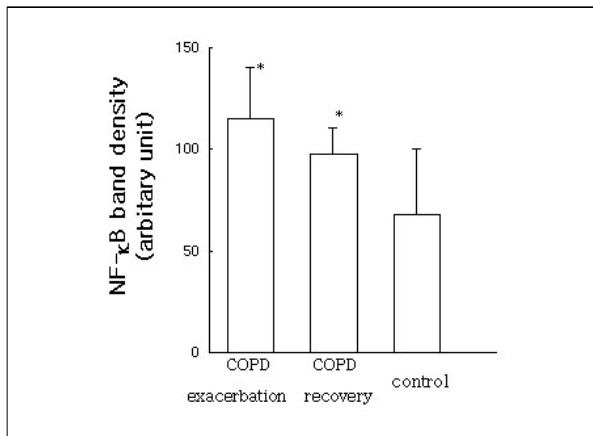 NF-κB band density
(arbitary unit)
150
100
50
0
*
*
COPD
exacerbation
COPD
recovery
control